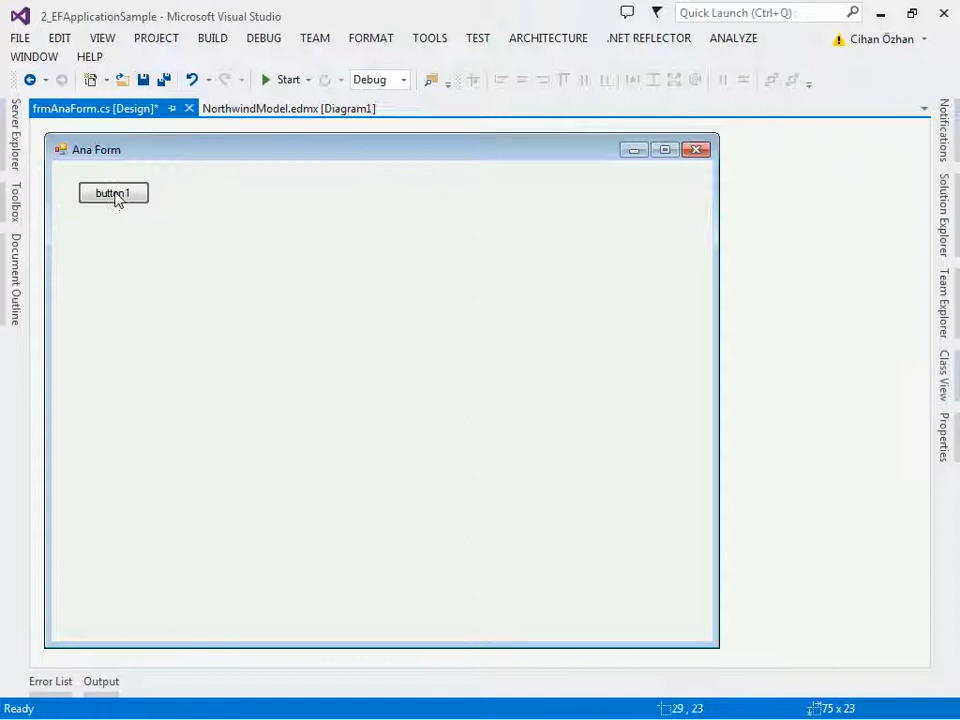 2_EFApplicationSample - Microsoft Visual Studio
Quick Launch (Ctrl+Q)
FILE EDIT VIEW PROJECT BUILD DEBUG TEAM FORMAT TOOLS TEST ARCHITECTURE .NET REFLECTOR ANALYZE Cihan Özhan
WINDOW HELP
Start Debug
frmAnaForm.cs [Design]* NorthwindModel.edmx [Diagram1]
Ana Form
button1
Server Explorer
Toolbox
Document Outline
Notifications
Solution Explorer
Team Explorer
Class View
Properties
Error List Output
Ready 29 , 23 75 x 23